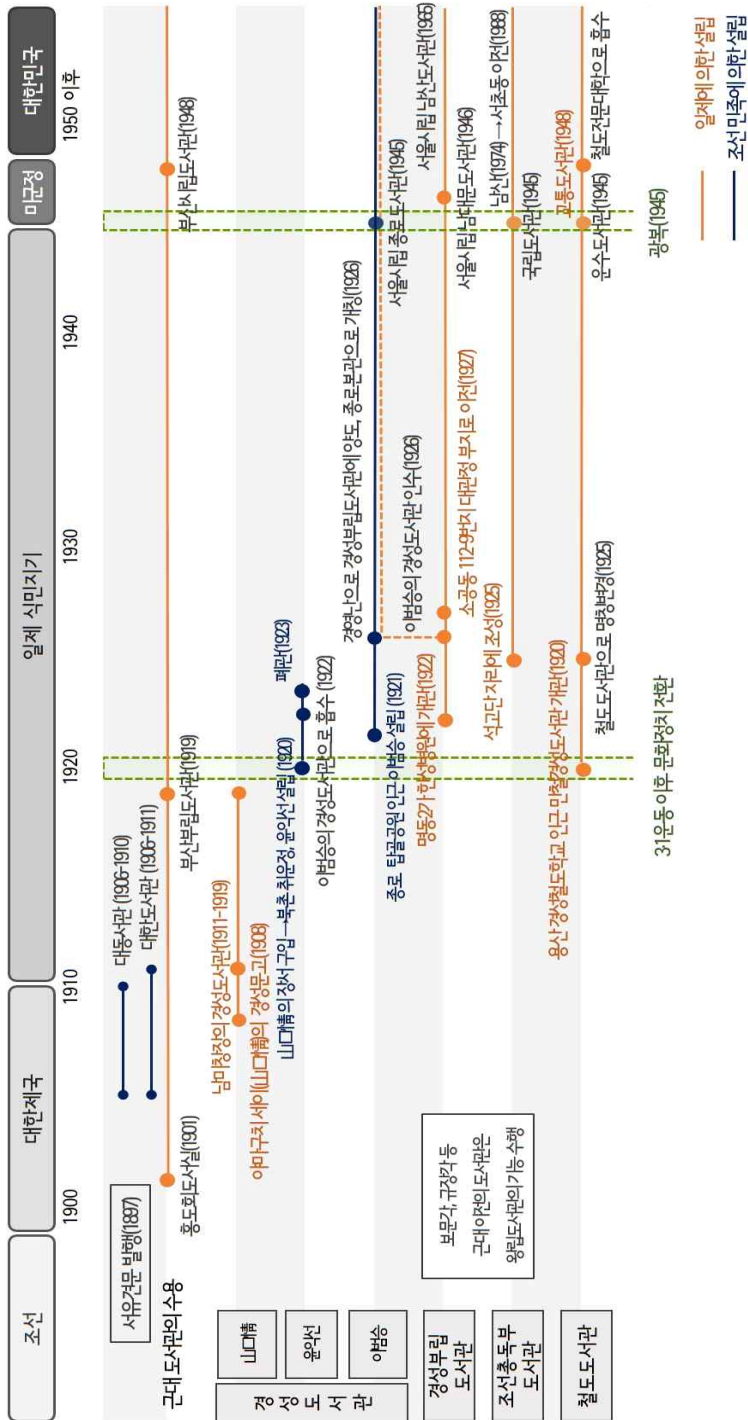 조선
대한제국
일제 식민지기
미군정
대한민국
1900
1910
1920
1930
1940
1950 이후
서유견문 발행(1897)
근대 도서관의 수용
대동서관 (1906-1910)
대한도서관 (1906-1911)
홍도회도서실(1901)
부산부립도서관(1919)
부산시립도서관(1948)
경성도서관
山口精
남미창장의 경성도서관(1911-1919)
야마구치 세이(山口精)의 경성문고(1908)
윤익선
山口精의 장서 구입→북촌 취운정, 윤익선 설립 (1920)
폐관(1923)
이범승의 경성도서관으로 흡수 (1922)
이범승
경영난으로 경성부립도서관에 양도, 종로분관으로 개칭(1926)
종로 탑골공원 인근 이범승 설립 (1921)
서울시립 종로도서관(1945)
경성부립
도서관
이범승의 경성도서관 인수(1926)
서울시립 남산도서관(1965)
명동2가 한성병원에 개관(1922)
소공동 112-9번지 대관정 부지로 이전(1927)
서울시립 남대문도서관(1946)
조선총독부
도서관
석고단 자리에 조성(1925)
남산(1974)→서초동 이전(1988)
국립도서관(1945)
철도도서관
용산 경성철도학교 인근 만철경성도서관 개관(1920)
철도 도서관으로 명칭변경(1925)
교통도서관(1948)
운수도서관(1945)
철도전문대학으로 흡수
보문각, 규장각 등
근대 이전의 도서관은
왕립도서관의 기능 수행
3·1운동 이후 문화정치 전환
광복(1945)
일제에 의한 설립
조선 민족에 의한 설립